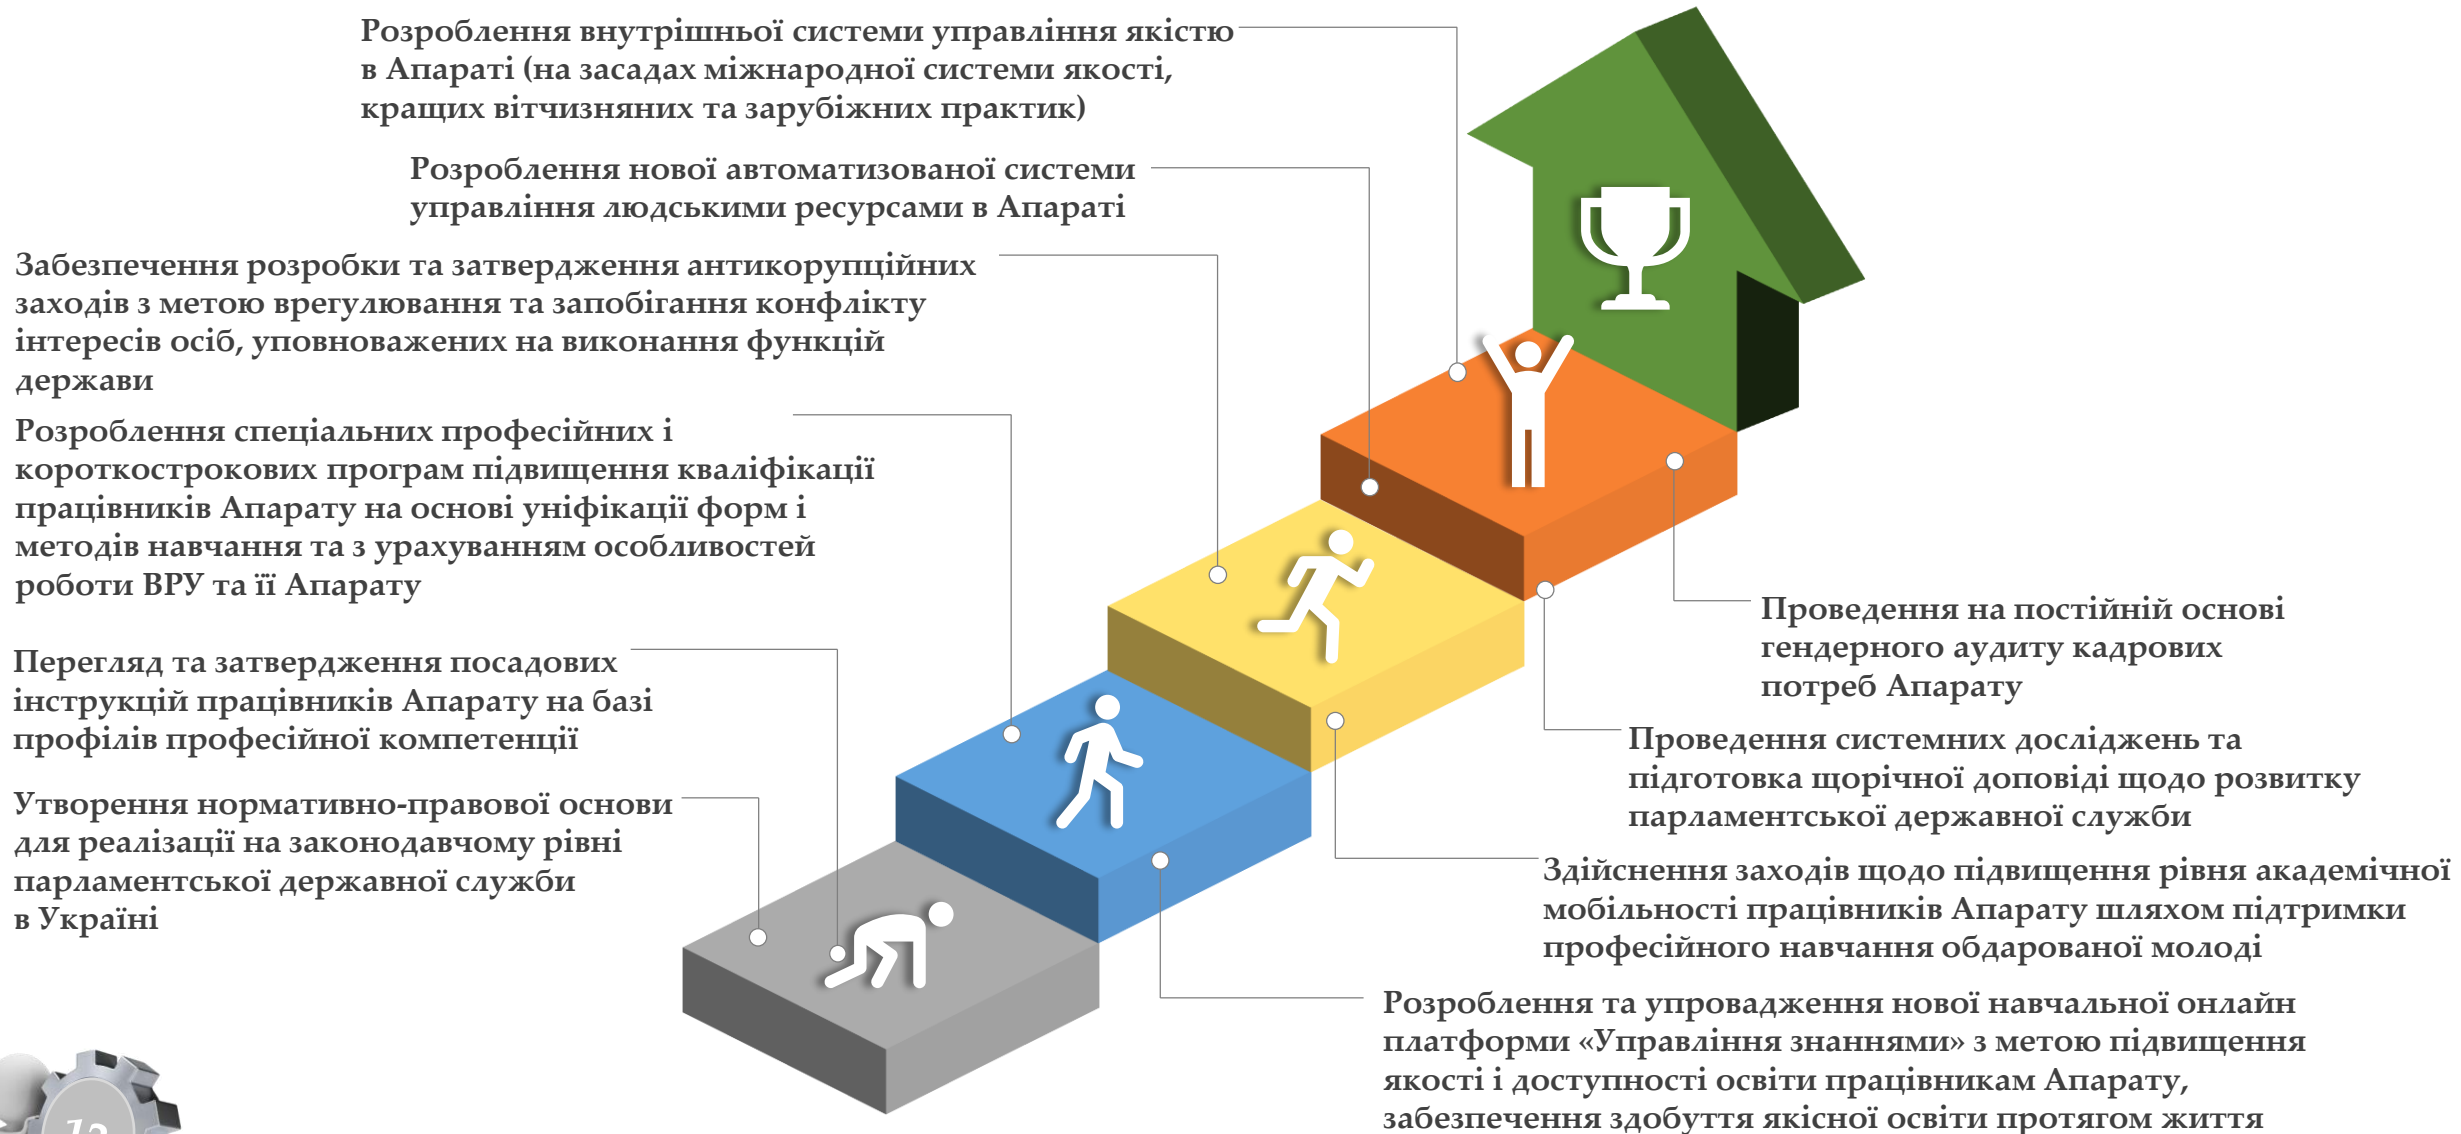 Розроблення внутрішньої системи управління якістю
в Апараті (на засадах міжнародної системи якості,
кращих вітчизняних та зарубіжних практик)
Розроблення нової автоматизованої системи
управління людськими ресурсами в Апараті
Забезпечення розробки та затвердження антикорупційних
заходів з метою врегулювання та запобігання конфлікту
інтересів осіб, уповноважених на виконання функцій
держави
Розроблення спеціальних професійних і
короткострокових програм підвищення кваліфікації
працівників Апарату на основі уніфікації форм і
методів навчання та з урахуванням особливостей
роботи ВРУ та її Апарату
Перегляд та затвердження посадових
інструкцій працівників Апарату на базі
профілів професійної компетенції
Утворення нормативно-правової основи
для реалізації на законодавчому рівні
парламентської державної служби
в Україні
Проведення на постійній основі
гендерного аудиту кадрових
потреб Апарату
Проведення системних досліджень та
підготовка щорічної доповіді щодо розвитку
парламентської державної служби
Здійснення заходів щодо підвищення рівня академічної
мобільності працівників Апарату шляхом підтримки
професійного навчання обдарованої молоді
Розроблення та упровадження нової навчальної онлайн
платформи «Управління знаннями» з метою підвищення
якості і доступності освіти працівникам Апарату,
забезпечення здобуття якісної освіти протягом життя